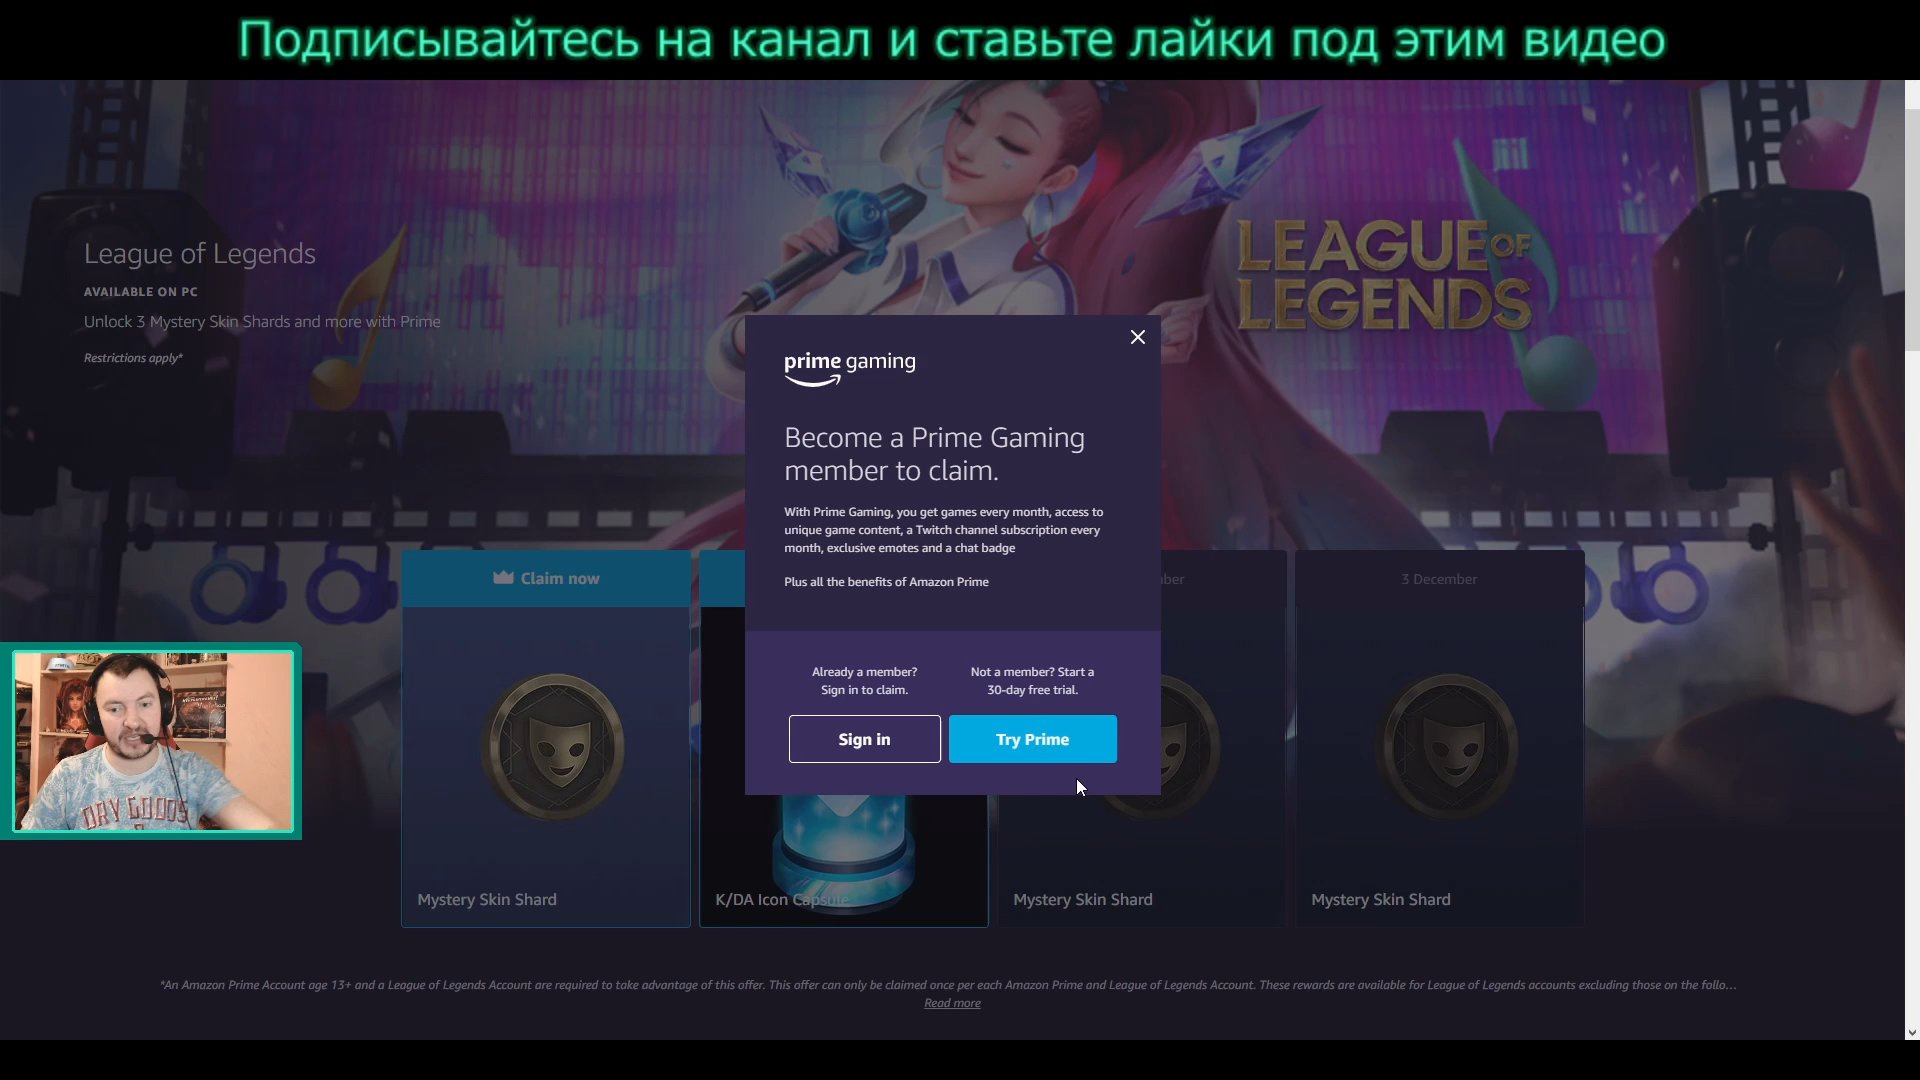 Подписывайтесь на канал и ставьте лайки под этим видео
League of Legends
AVAILABLE ON PC
Unlock 3 Mystery Skin Shards and more with Prime
Restrictions apply*
LEAGUE OF
LEGENDS
prime gaming
Become a Prime Gaming
member to claim.
With Prime Gaming, you get games every month, access to
unique game content, a Twitch channel subscription every
month, exclusive emotes and a chat badge
Plus all the benefits of Amazon Prime
Already a member?
Sign in to claim.
Not a member? Start a
30-day free trial.
Sign in
Try Prime
Claim now
3 December
DRY GOODS
Mystery Skin Shard
K/DA Icon Capsule
Mystery Skin Shard
Mystery Skin Shard
*An Amazon Prime Account age 13+ and a League of Legends Account are required to take advantage of this offer. This offer can only be claimed once per each Amazon Prime and League of Legends Account. These rewards are available for League of Legends accounts excluding those on the follo...
Read more